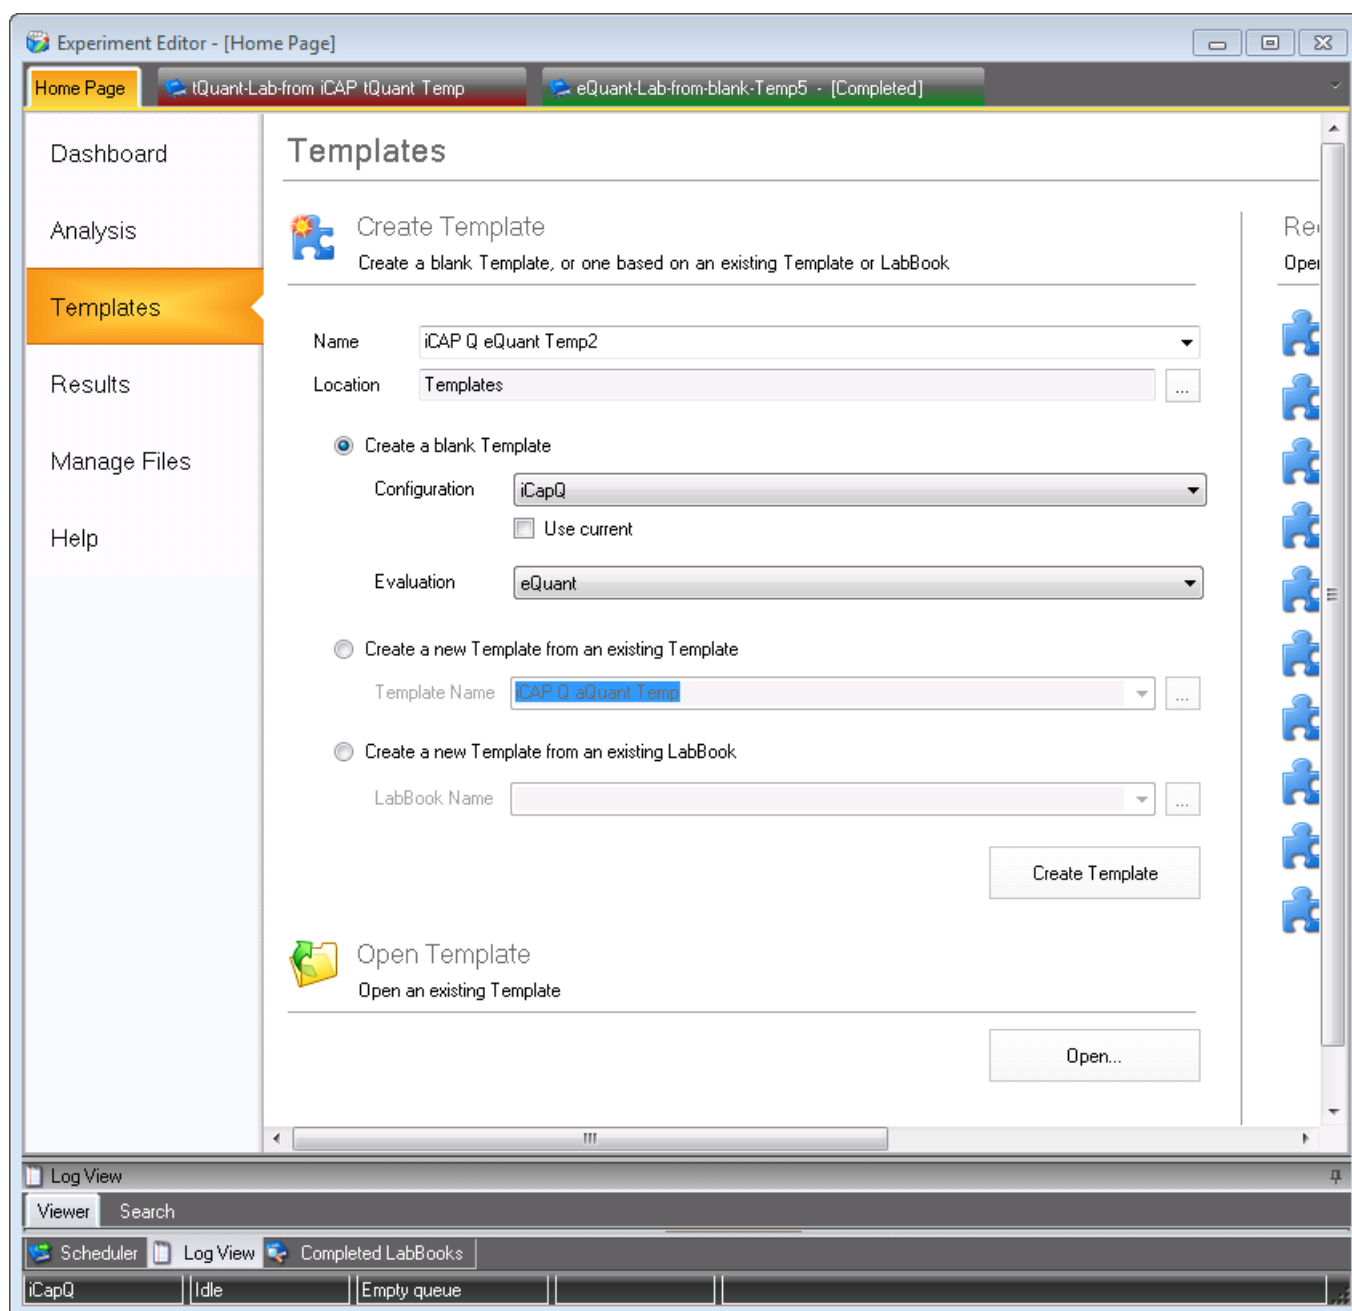 Experiment Editor - [Home Page]
Home Page
tQuant-Lab-from iCAP tQuant Temp
eQuant-Lab-from-blank-Temp5 - [Completed]
Dashboard
Analysis
Templates
Results
Manage Files
Help
Templates
Create Template
Create a blank Template, or one based on an existing Template or LabBook
Name
iCAP Q eQuant Temp2
Location
Templates
...
Create a blank Template
Configuration
iCapQ
Use current
Evaluation
eQuant
Create a new Template from an existing Template
Template Name
iCAP Q aQuant Temp
...
Create a new Template from an existing LabBook
LabBook Name
...
Create Template
Open Template
Open an existing Template
Open...
Log View
Viewer
Search
Scheduler
Log View
Completed LabBooks
iCapQ
Idle
Empty queue